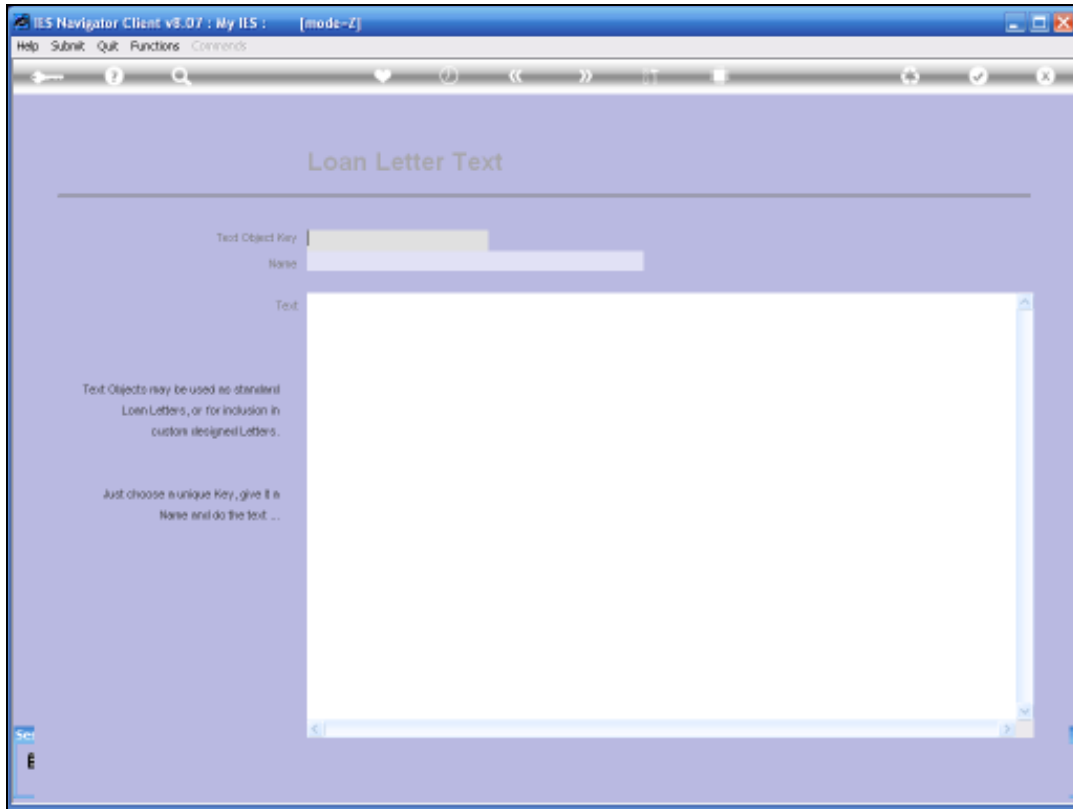 IES Navigator Client v8.07 : My IES : [mode=Z]
Help Submit Quit Functions Commands
Loan Letter Text
Text Object Key
Name
Text
Text Objects may be used as standard
Loan Letters, or for inclusion in
custom designed Letters.
Just choose a unique Key, give it a
Name and do the text ...
Ser